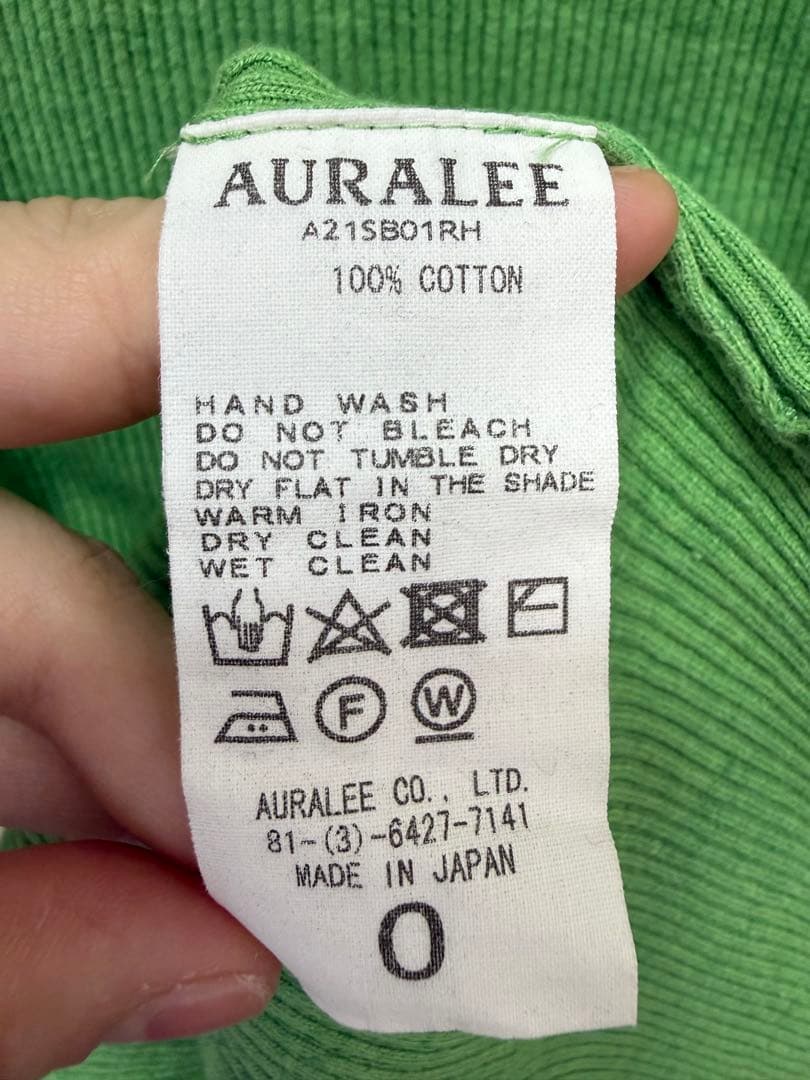 AURALEE
A21SB01RH
100% COTTON
HAND WASH
DO NOT BLEACH
DO NOT TUMBLE DRY
DRY FLAT IN THE SHADE
WARM IRON
DRY CLEAN
WET CLEAN
F W
AURALEE CO., LTD.
81-(3)-6427-7141
MADE IN JAPAN
0